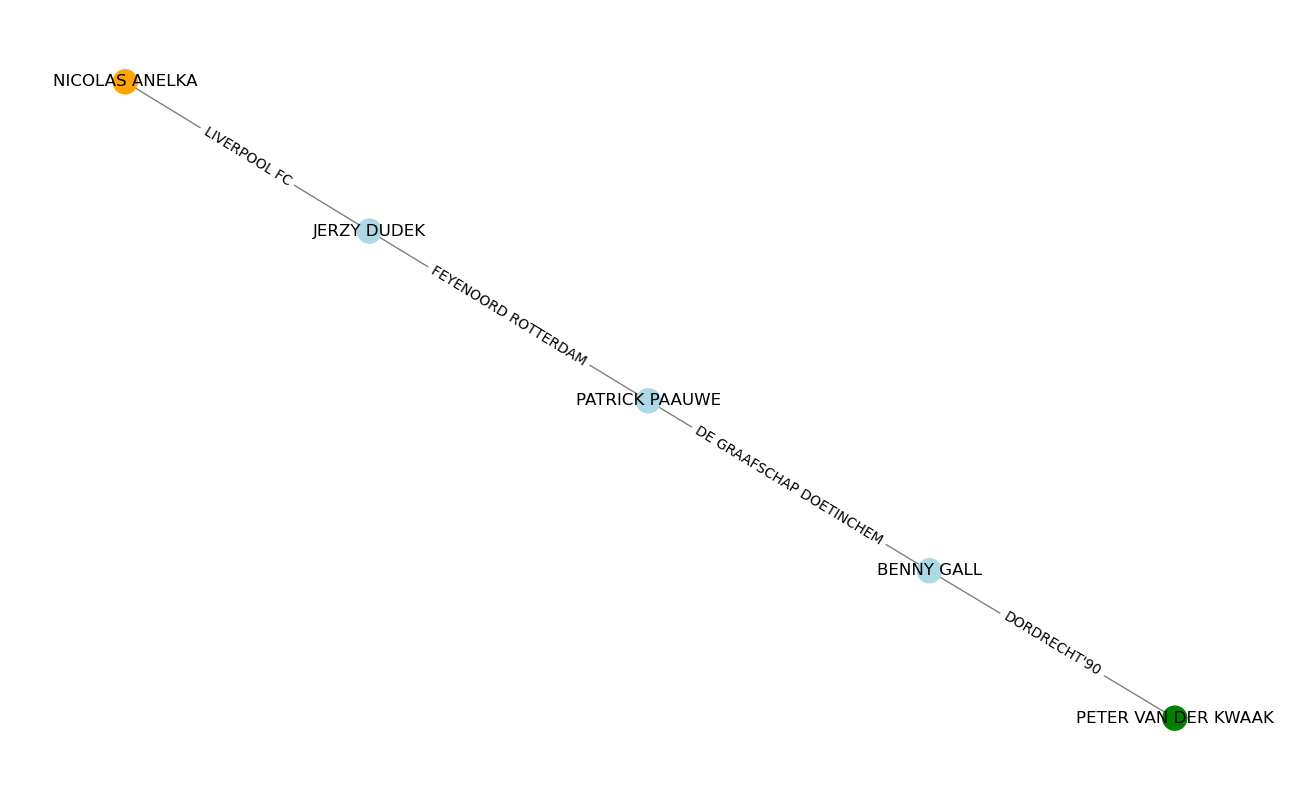 NICOLAS ANELKA
LIVERPOOL FC
JERZY DUDEK
FEYENOORD ROTTERDAM
PATRICK PAAUWE
DE GRAAFSCHAP DOETINCHEM
BENNY GALL
DORDRECHT'90
PETER VAN DER KWAAK